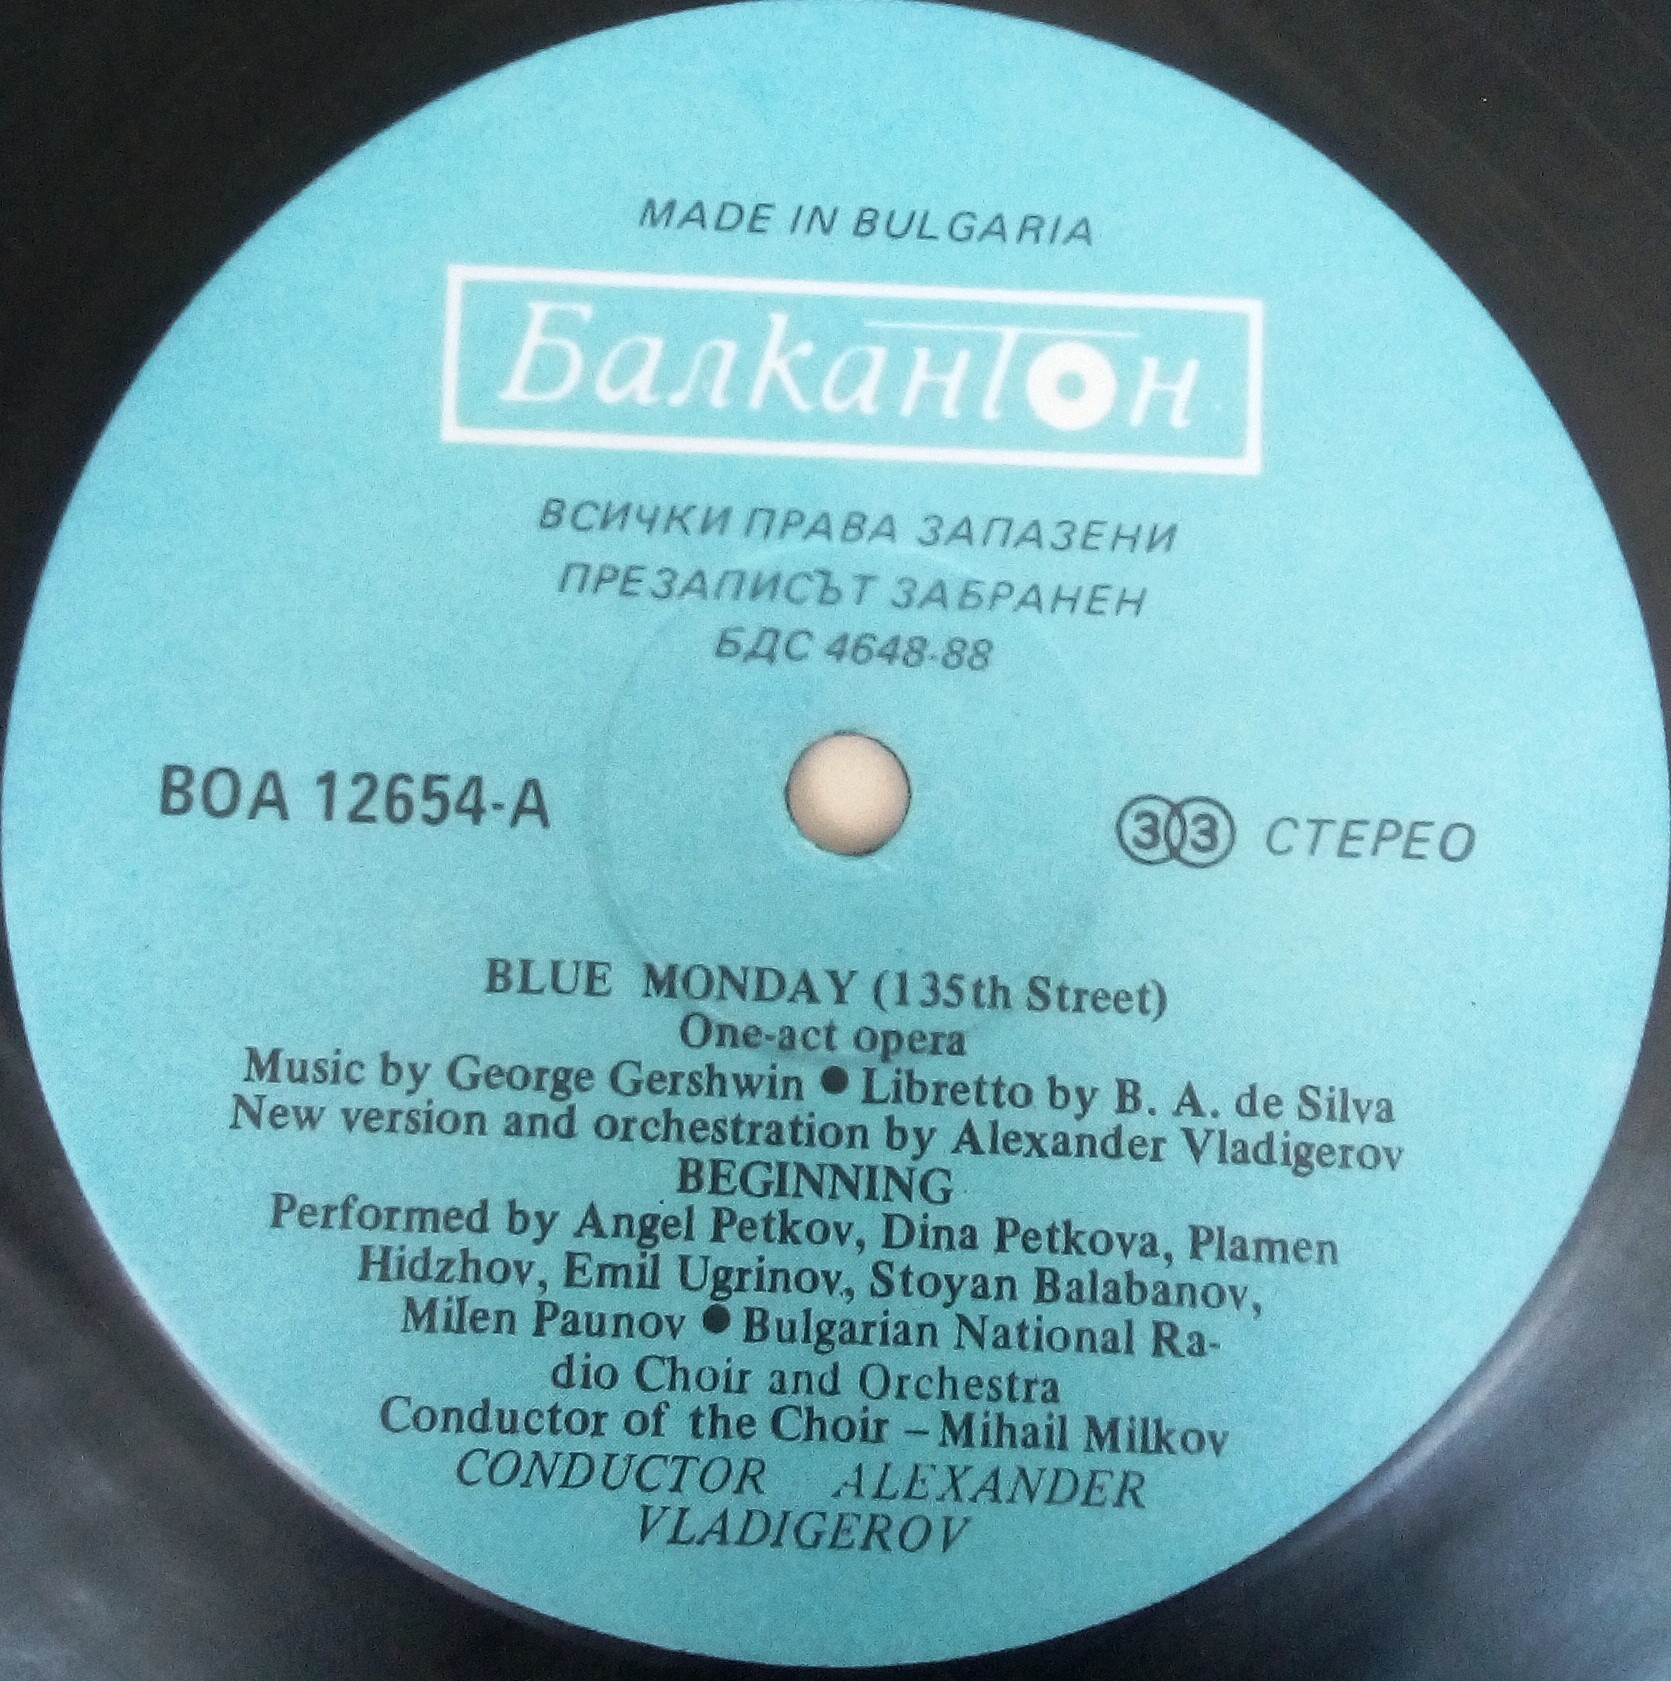 MADE IN BULGARIA
Балкантон
ВСИЧКИ ПРАВА ЗАПАЗЕНИ
ПРЕЗАПИСЪТ ЗАБРАНЕН
БДС 4648-88
ВОА 12654-А
33 СТЕРЕО
BLUE MONDAY (135th Street)
One-act opera
Music by George Gershwin ● Libretto by B. A. de Silva
New version and orchestration by Alexander Vladigerov
BEGINNING
Performed by Angel Petkov, Dina Petkova, Plamen
Hidzhov, Emil Ugrinov, Stoyan Balabanov,
Milen Paunov ● Bulgarian National Ra-
dio Choir and Orchestra
Conductor of the Choir – Mihail Milkov
CONDUCTOR ALEXANDER
VLADIGEROV